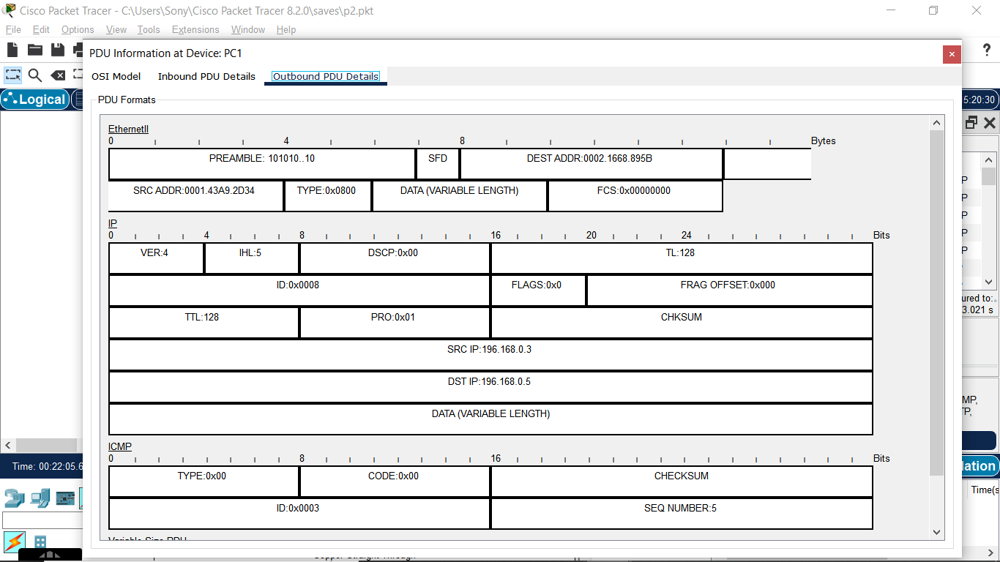 Cisco Packet Tracer - C:\Users\Sony\Cisco Packet Tracer 8.2.0\saves\p2.pkt
File Edit Options View Tools Extensions Window Help
PDU Information at Device: PC1
?
OSI Model Inbound PDU Details Outbound PDU Details
Logical
5:20:30
PDU Formats
EthernetII
0 4 8 Bytes
PREAMBLE: 101010..10 SFD DEST ADDR:0002.1668.895B
SRC ADDR:0001.43A9.2D34 TYPE:0x0800 DATA (VARIABLE LENGTH) FCS:0x00000000
IP
0 4 8 16 20 24 Bits
VER:4 IHL:5 DSCP:0x00 TL:128
ID:0x0008 FLAGS:0x0 FRAG OFFSET:0x000
TTL:128 PRO:0x01 CHKSUM
SRC IP:196.168.0.3
DST IP:196.168.0.5
DATA (VARIABLE LENGTH)
ICMP
0 8 16 Bits
TYPE:0x00 CODE:0x00 CHECKSUM
ID:0x0003 SEQ NUMBER:5
Variable Size PDU
P
P
P
P
P
ured to:
3.021 s
MP,
TP,
Time: 00:22:05.6
lation
Time(s
Copper Straight-Through